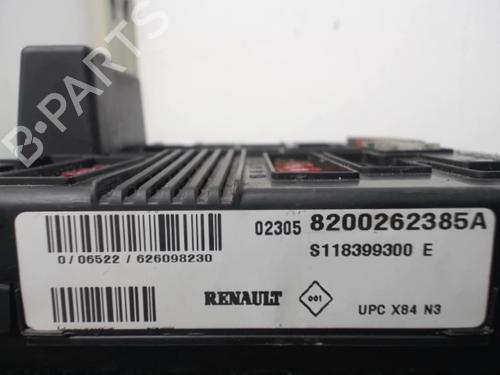 B-PARTS
02305 8200262385A
S118399300 E
0/06522/626098230
RENAULT
001
UPC X84 N3